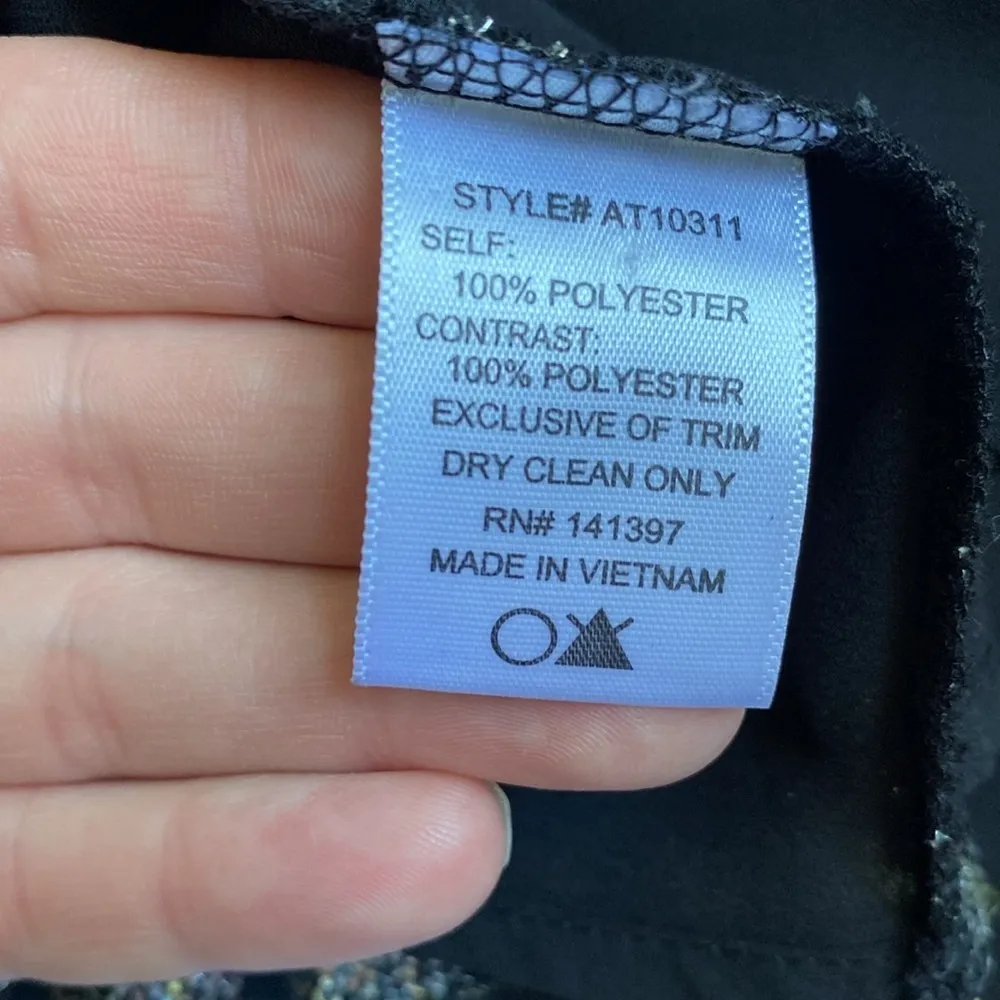 STYLE# AT10311
SELF:
100% POLYESTER
CONTRAST:
100% POLYESTER
EXCLUSIVE OF TRIM
DRY CLEAN ONLY
RN# 141397
MADE IN VIETNAM